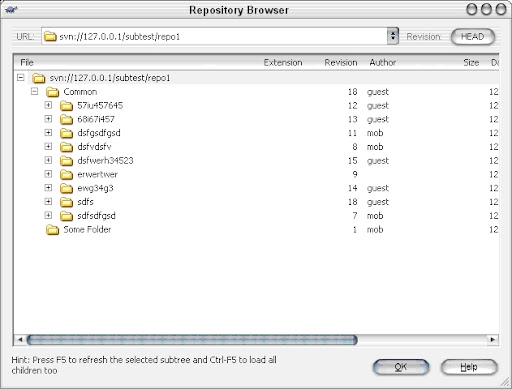 Repository Browser
URL: svn://127.0.0.1/subtest/repo1 Revision: HEAD
File Extension Revision Author Size Da
svn://127.0.0.1/subtest/repo1
Common 18 guest 12
57iu457645 12 guest 12
68i67i457 13 guest 12
dsfgsdfgsd 11 mob 12
dsfvdsfv 8 mob 12
dsfwerh34523 15 guest 12
erwertwer 9 12
ewg34g3 14 guest 12
sdfs 18 guest 12
sdfsdfgsd 7 mob 12
Some Folder 1 mob 12
Hint: Press F5 to refresh the selected subtree and Ctrl-F5 to load all
children too
OK Help